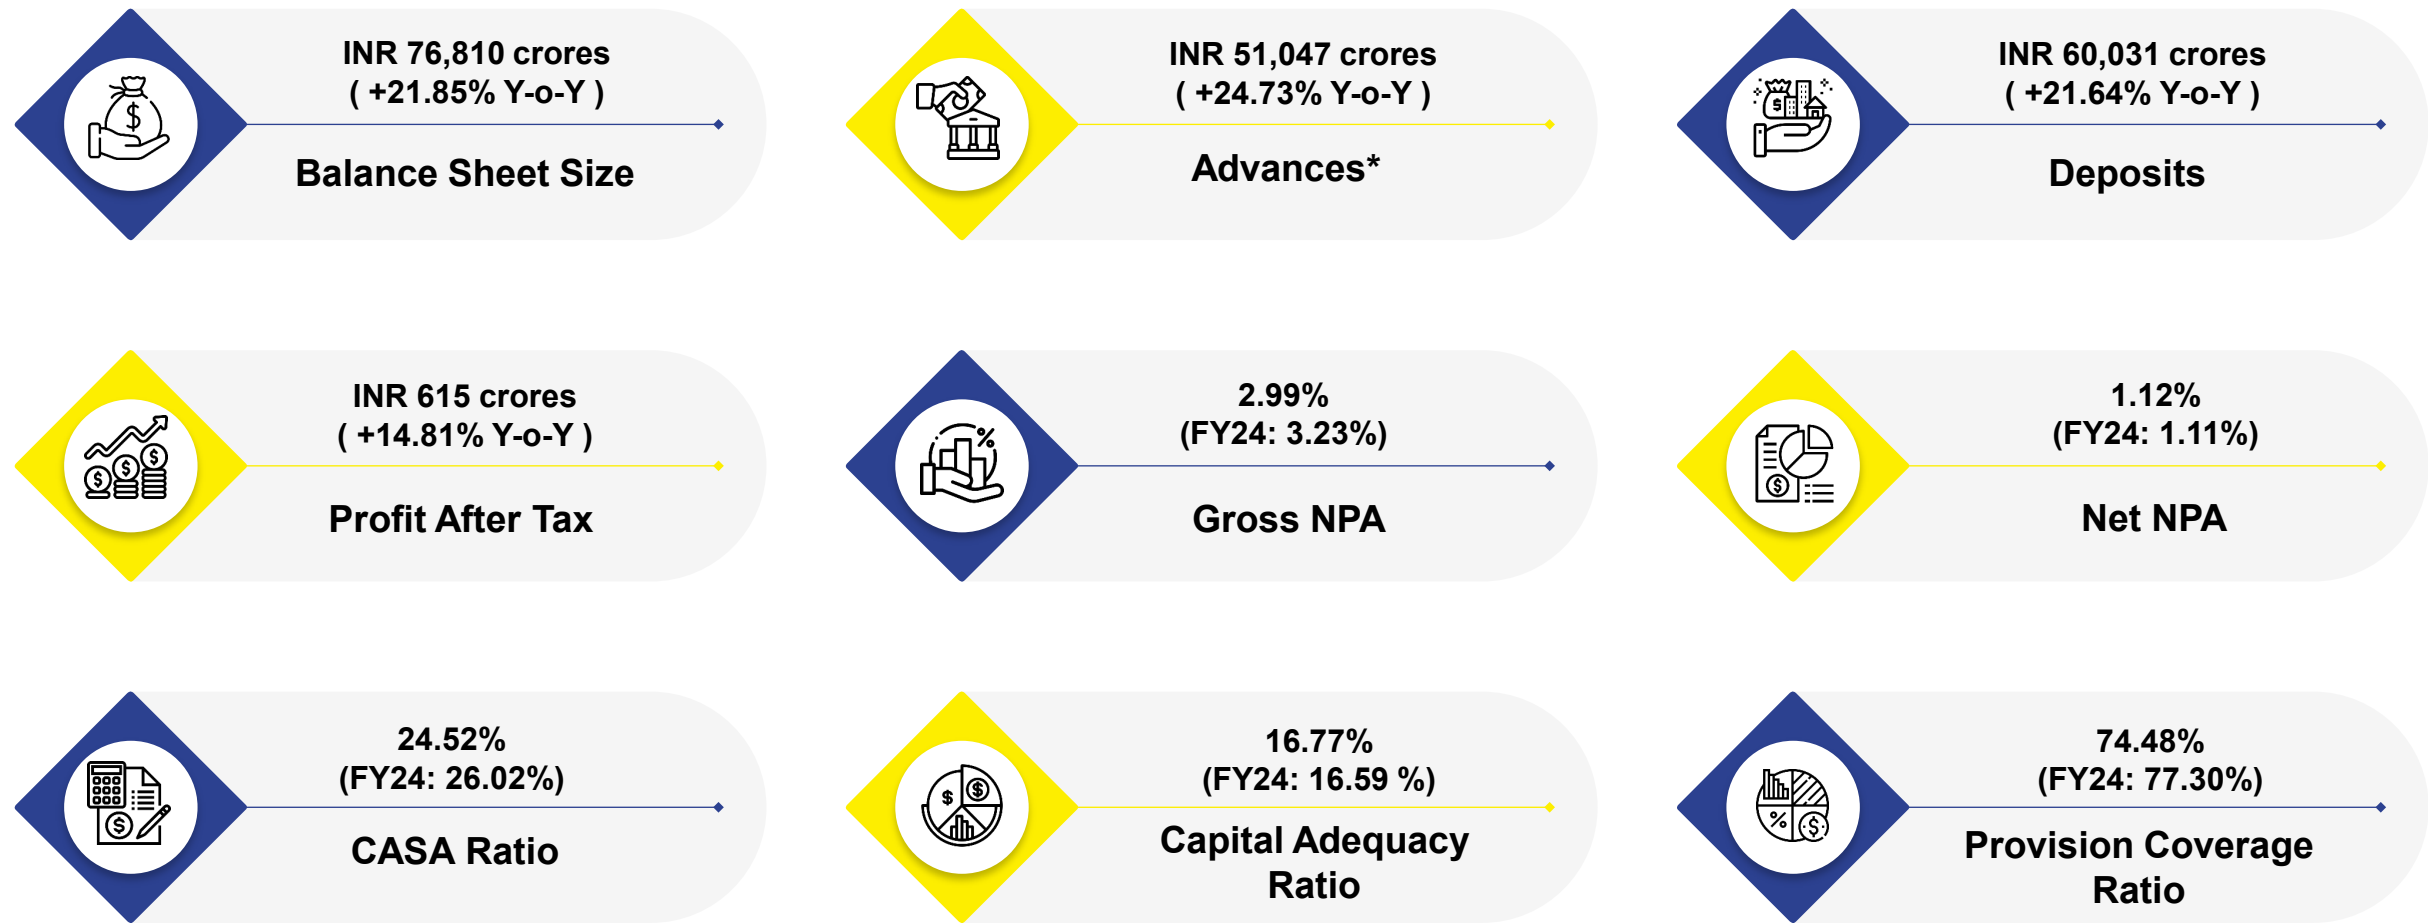 INR 76,810 crores
( +21.85% Y-o-Y )
Balance Sheet Size
INR 51,047 crores
( +24.73% Y-o-Y )
Advances*
INR 60,031 crores
( +21.64% Y-o-Y )
Deposits
INR 615 crores
( +14.81% Y-o-Y )
Profit After Tax
2.99%
(FY24: 3.23%)
Gross NPA
1.12%
(FY24: 1.11%)
Net NPA
24.52%
(FY24: 26.02%)
CASA Ratio
16.77%
(FY24: 16.59 %)
Capital Adequacy
Ratio
74.48%
(FY24: 77.30%)
Provision Coverage
Ratio